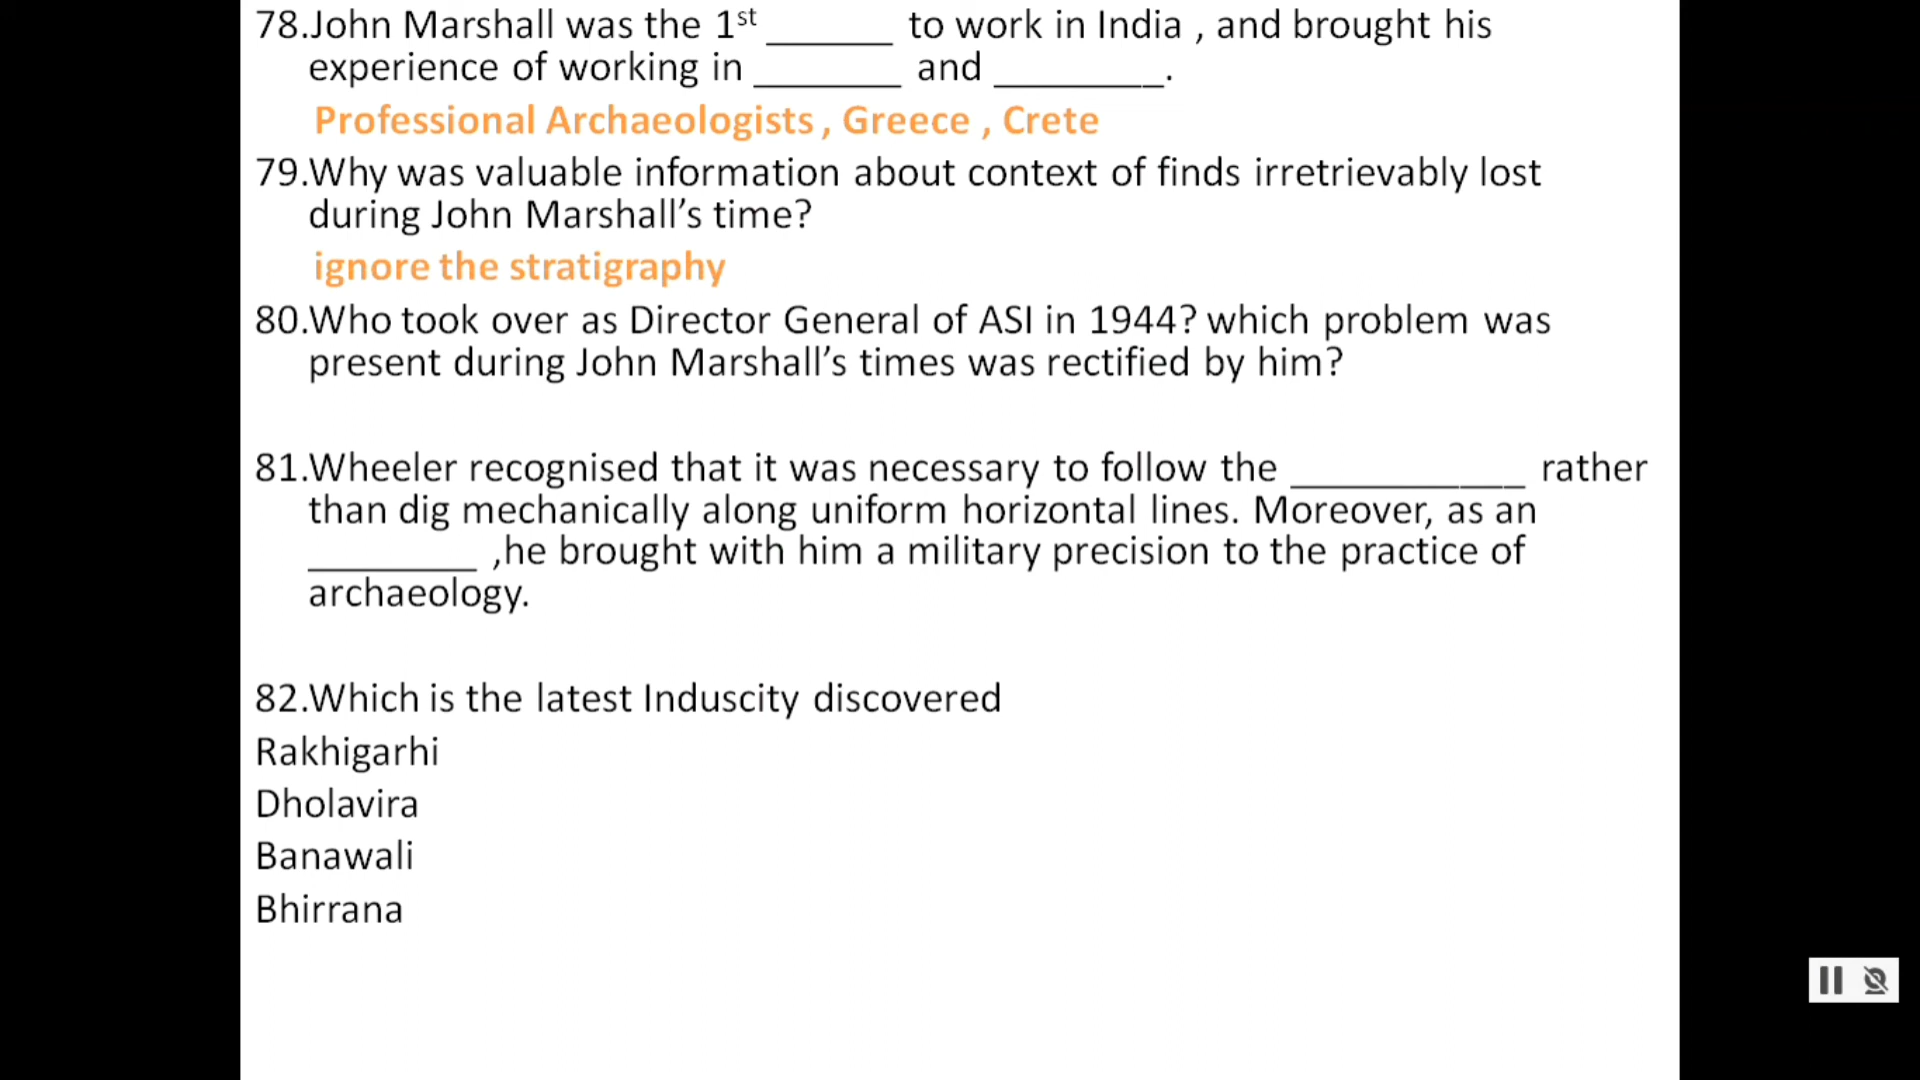 78.John Marshall was the 1st ______ to work in India , and brought his
experience of working in _______ and ________.
Professional Archaeologists , Greece , Crete
79.Why was valuable information about context of finds irretrievably lost
during John Marshall’s time?
ignore the stratigraphy
80.Who took over as Director General of ASI in 1944? which problem was
present during John Marshall’s times was rectified by him?
81.Wheeler recognised that it was necessary to follow the ___________ rather
than dig mechanically along uniform horizontal lines. Moreover, as an
________ ,he brought with him a military precision to the practice of
archaeology.
82.Which is the latest Induscity discovered
Rakhigarhi
Dholavira
Banawali
Bhirrana